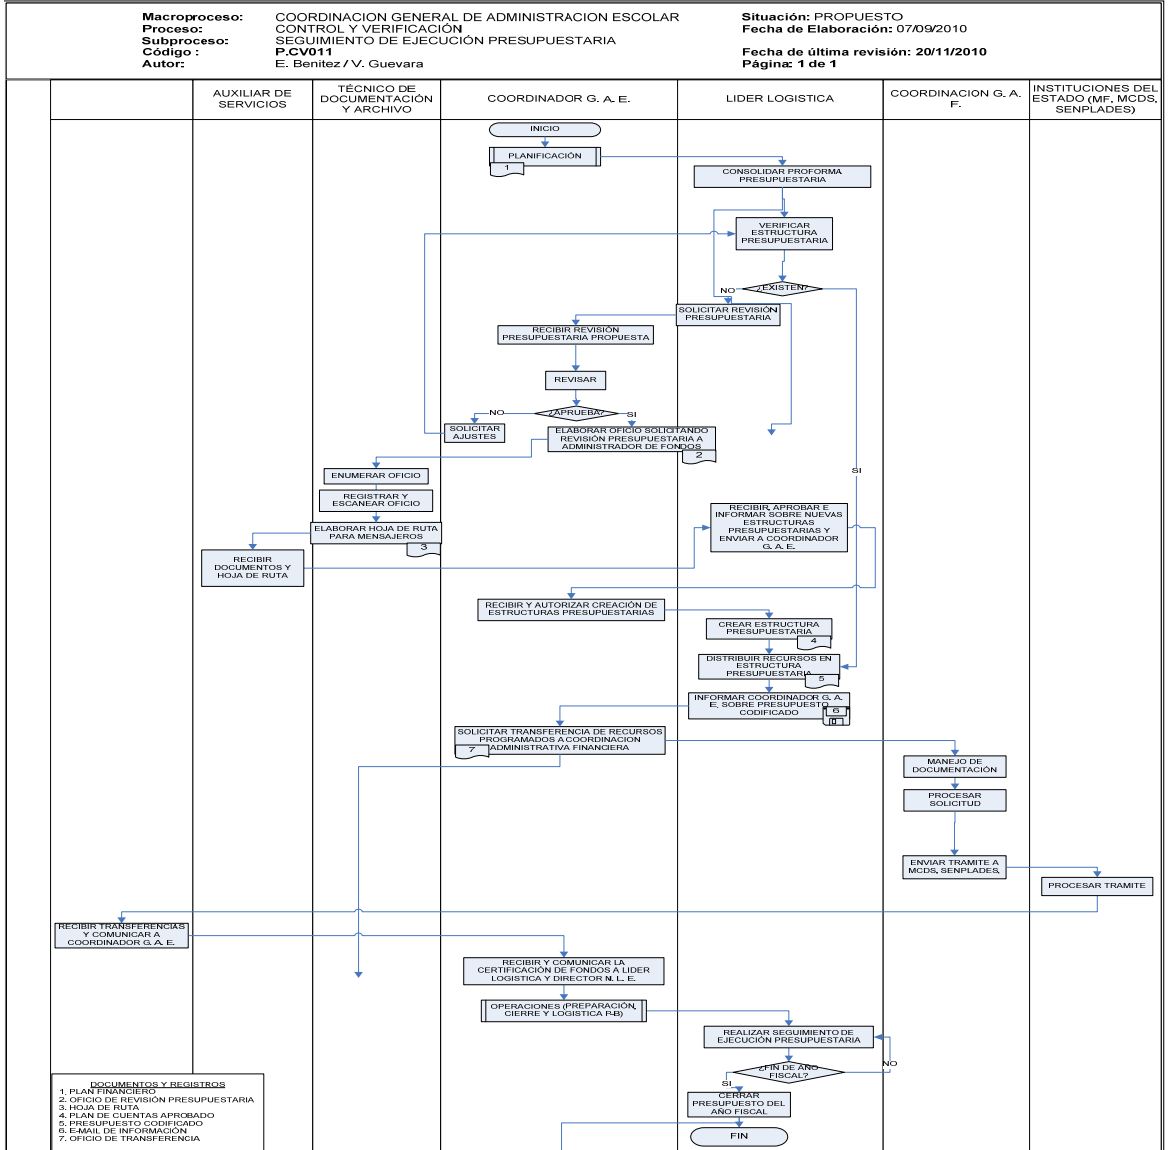 Macroproceso: COORDINACION GENERAL DE ADMINISTRACION ESCOLAR
Proceso: CONTROL Y VERIFICACIÓN
Subproceso: SEGUIMIENTO DE EJECUCIÓN PRESUPUESTARIA
Código : P.CV011
Autor: E. Benitez / V. Guevara
Situación: PROPUESTO
Fecha de Elaboración: 07/09/2010
Fecha de última revisión: 20/11/2010
Página: 1 de 1
AUXILIAR DE
SERVICIOS
TÉCNICO DE
DOCUMENTACIÓN
Y ARCHIVO
COORDINADOR G. A. E.
LIDER LOGISTICA
COORDINACION G. A.
F.
INSTITUCIONES DEL
ESTADO (MF, MCDS,
SENPLADES)
INICIO
PLANIFICACIÓN
1
CONSOLIDAR PROFORMA
PRESUPUESTARIA
VERIFICAR
ESTRUCTURA
PRESUPUESTARIA
¿EXISTEN?
NO
SOLICITAR REVISIÓN
PRESUPUESTARIA
RECIBIR REVISIÓN
PRESUPUESTARIA PROPUESTA
REVISAR
¿APRUEBA?
NO
SI
SOLICITAR
AJUSTES
ELABORAR OFICIO SOLICITANDO
REVISIÓN PRESUPUESTARIA A
ADMINISTRADOR DE FONDOS
2
SI
ENUMERAR OFICIO
REGISTRAR Y
ESCANEAR OFICIO
ELABORAR HOJA DE RUTA
PARA MENSAJEROS
3
RECIBIR
DOCUMENTOS Y
HOJA DE RUTA
RECIBIR, APROBAR E
INFORMAR SOBRE NUEVAS
ESTRUCTURAS
PRESUPUESTARIAS Y
ENVIAR A COORDINADOR
G. A. E.
RECIBIR Y AUTORIZAR CREACIÓN DE
ESTRUCTURAS PRESUPUESTARIAS
CREAR ESTRUCTURA
PRESUPUESTARIA
4
DISTRIBUIR RECURSOS EN
ESTRUCTURA
PRESUPUESTARIA
5
INFORMAR COORDINADOR G. A.
E, SOBRE PRESUPUESTO
CODIFICADO
6
SOLICITAR TRANSFERENCIA DE RECURSOS
PROGRAMADOS A COORDINACION
ADMINISTRATIVA FINANCIERA
7
MANEJO DE
DOCUMENTACIÓN
PROCESAR
SOLICITUD
ENVIAR TRAMITE A
MCDS, SENPLADES,
PROCESAR TRAMITE
RECIBIR TRANSFERENCIAS
Y COMUNICAR A
COORDINADOR G. A. E.
RECIBIR Y COMUNICAR LA
CERTIFICACIÓN DE FONDOS A LIDER
LOGISTICA Y DIRECTOR N. L. E.
OPERACIONES (PREPARACIÓN,
CIERRE Y LOGISTICA P-B)
REALIZAR SEGUIMIENTO DE
EJECUCIÓN PRESUPUESTARIA
¿FIN DE AÑO
FISCAL?
NO
SI
CERRAR
PRESUPUESTO DEL
AÑO FISCAL
FIN
DOCUMENTOS Y REGISTROS
1, PLAN FINANCIERO
2. OFICIO DE REVISIÓN PRESUPUESTARIA
3. HOJA DE RUTA
4. PLAN DE CUENTAS APROBADO
5. PRESUPUESTO CODIFICADO
6. E-MAIL DE INFORMACIÓN
7. OFICIO DE TRANSFERENCIA